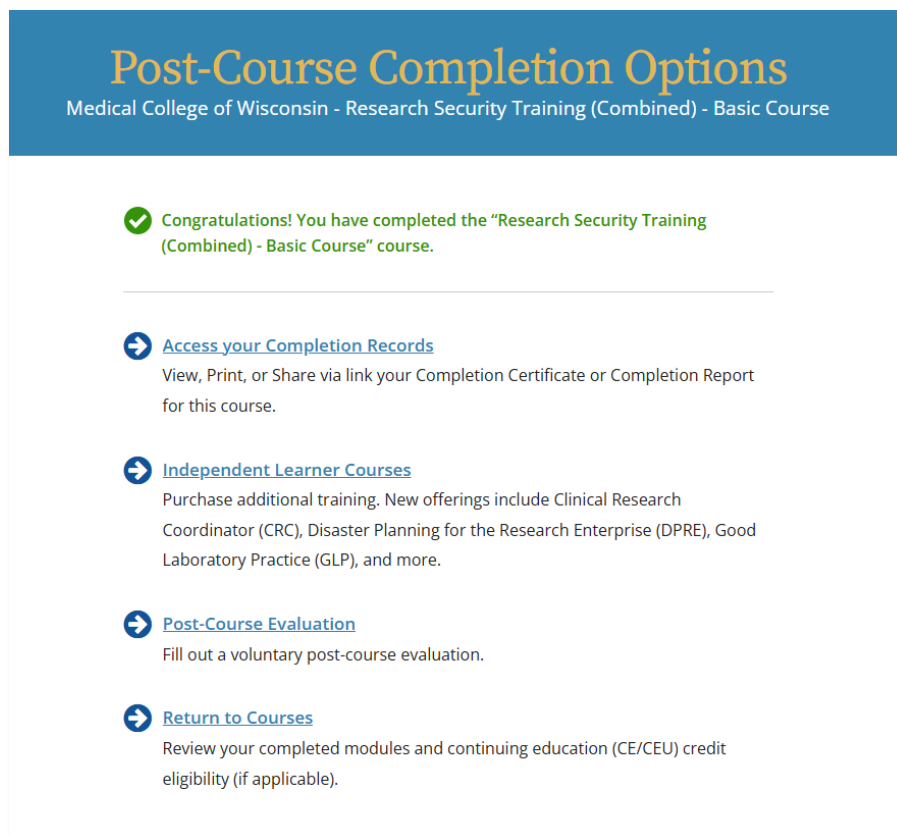 Post-Course Completion Options
Medical College of Wisconsin - Research Security Training (Combined) - Basic Course
Congratulations! You have completed the “Research Security Training
(Combined) - Basic Course” course.
Access your Completion Records
View, Print, or Share via link your Completion Certificate or Completion Report
for this course.
Independent Learner Courses
Purchase additional training. New offerings include Clinical Research
Coordinator (CRC), Disaster Planning for the Research Enterprise (DPRE), Good
Laboratory Practice (GLP), and more.
Post-Course Evaluation
Fill out a voluntary post-course evaluation.
Return to Courses
Review your completed modules and continuing education (CE/CEU) credit
eligibility (if applicable).